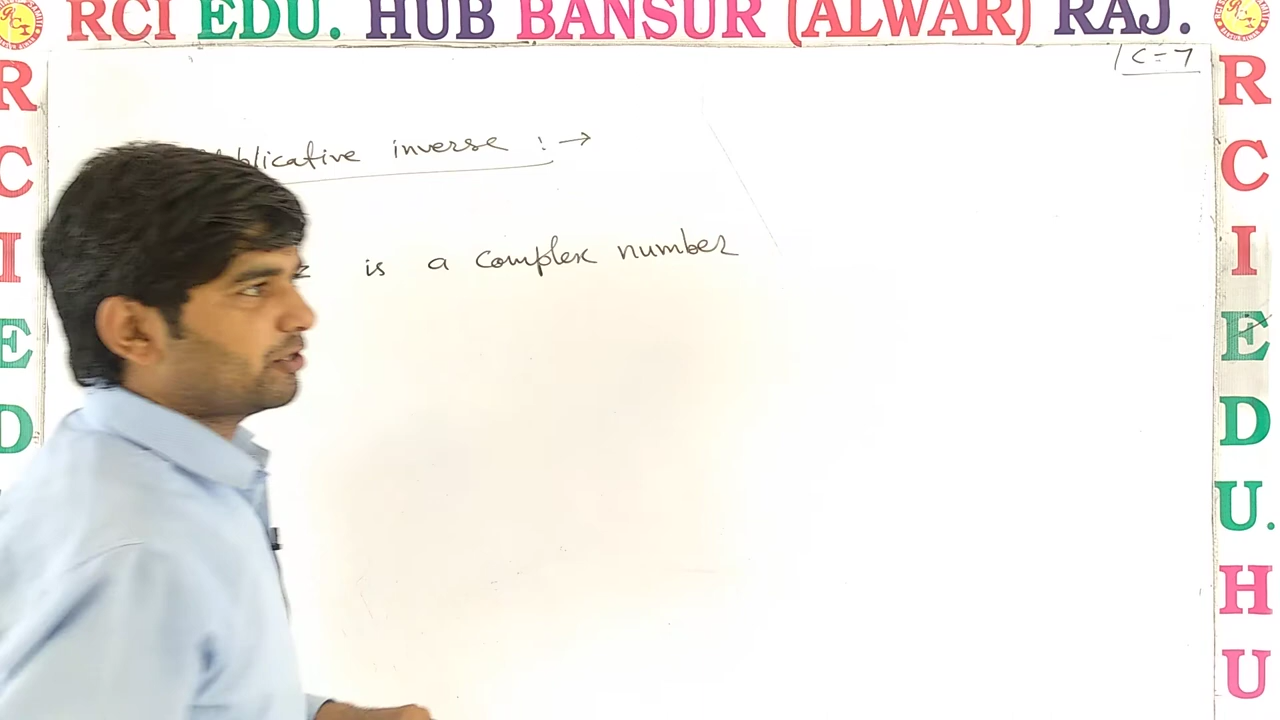 RCI EDU. HUB BANSUR (ALWAR) RAJ.
C = 7
plicative inverse : →
z is a complex number
R
C
I
E
D
R
C
I
E
D
U.
H
U